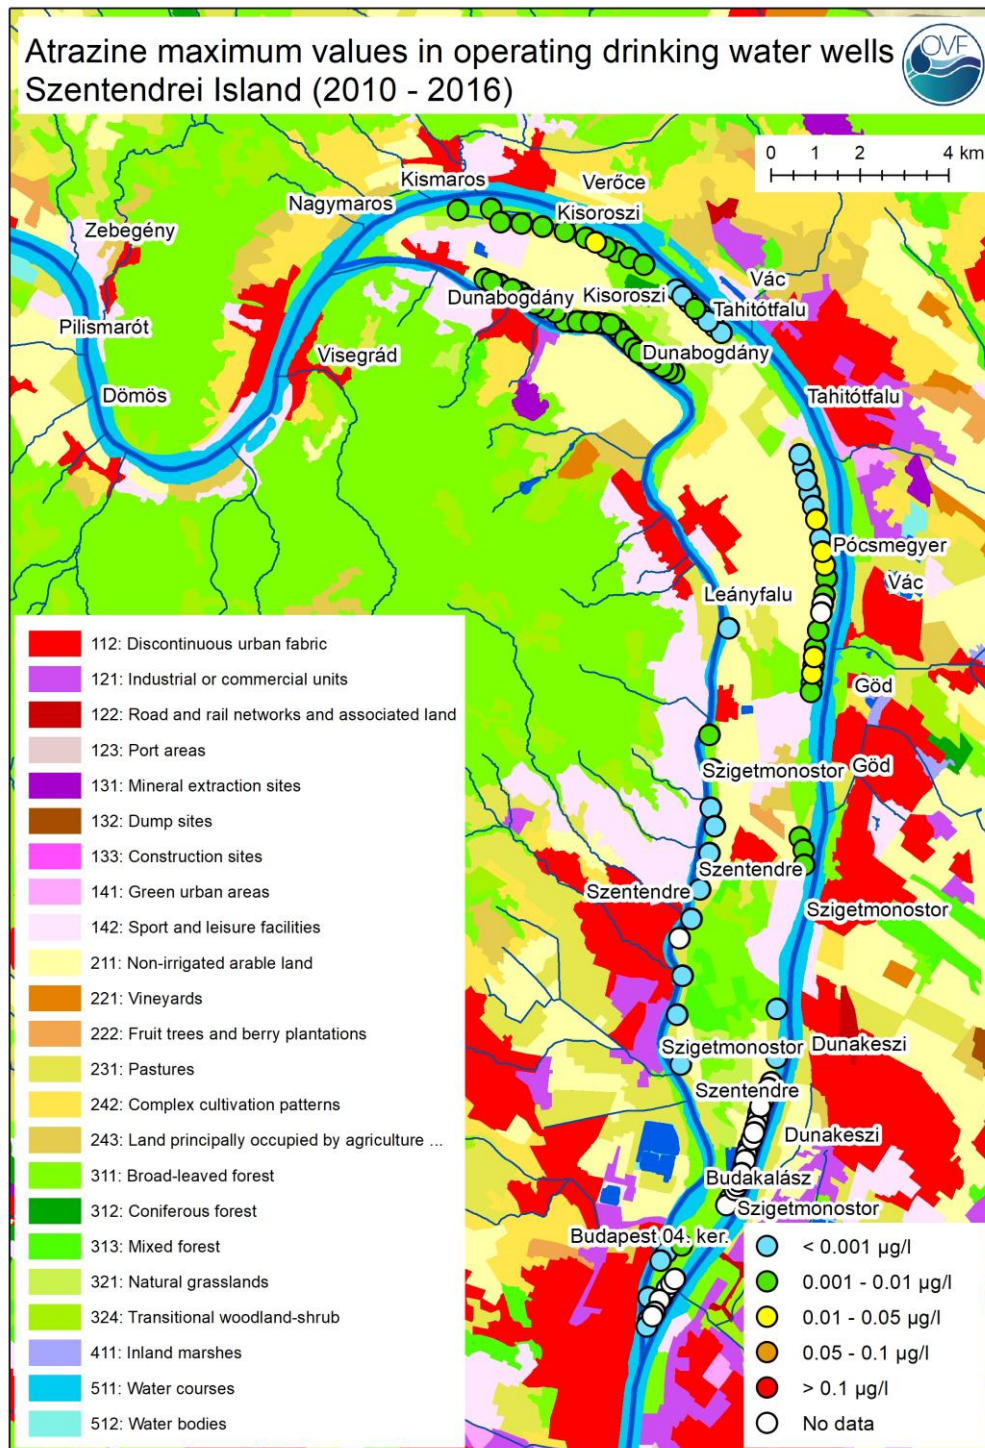 Atrazine maximum values in operating drinking water wells
Szentendrei Island (2010 - 2016)
OVF
0 1 2 4 km
Kismaros
Verőce
Nagymaros
Kisoroszi
Zebegény
Vác
Kisoroszi
Dunabogdány
Tahitótfalu
Pilismarót
Visegrád
Dunabogdány
Dömös
Tahitótfalu
Pócsmegyer
Vác
Leányfalu
Göd
Szigetmonostor
Göd
Szentendre
Szentendre
Szigetmonostor
Szigetmonostor
Dunakeszi
Szentendre
Dunakeszi
Budakalász
Szigetmonostor
Budapest 04. ker.
112: Discontinuous urban fabric
121: Industrial or commercial units
122: Road and rail networks and associated land
123: Port areas
131: Mineral extraction sites
132: Dump sites
133: Construction sites
141: Green urban areas
142: Sport and leisure facilities
211: Non-irrigated arable land
221: Vineyards
222: Fruit trees and berry plantations
231: Pastures
242: Complex cultivation patterns
243: Land principally occupied by agriculture ...
311: Broad-leaved forest
312: Coniferous forest
313: Mixed forest
321: Natural grasslands
324: Transitional woodland-shrub
411: Inland marshes
511: Water courses
512: Water bodies
< 0.001 µg/l
0.001 - 0.01 µg/l
0.01 - 0.05 µg/l
0.05 - 0.1 µg/l
> 0.1 µg/l
No data